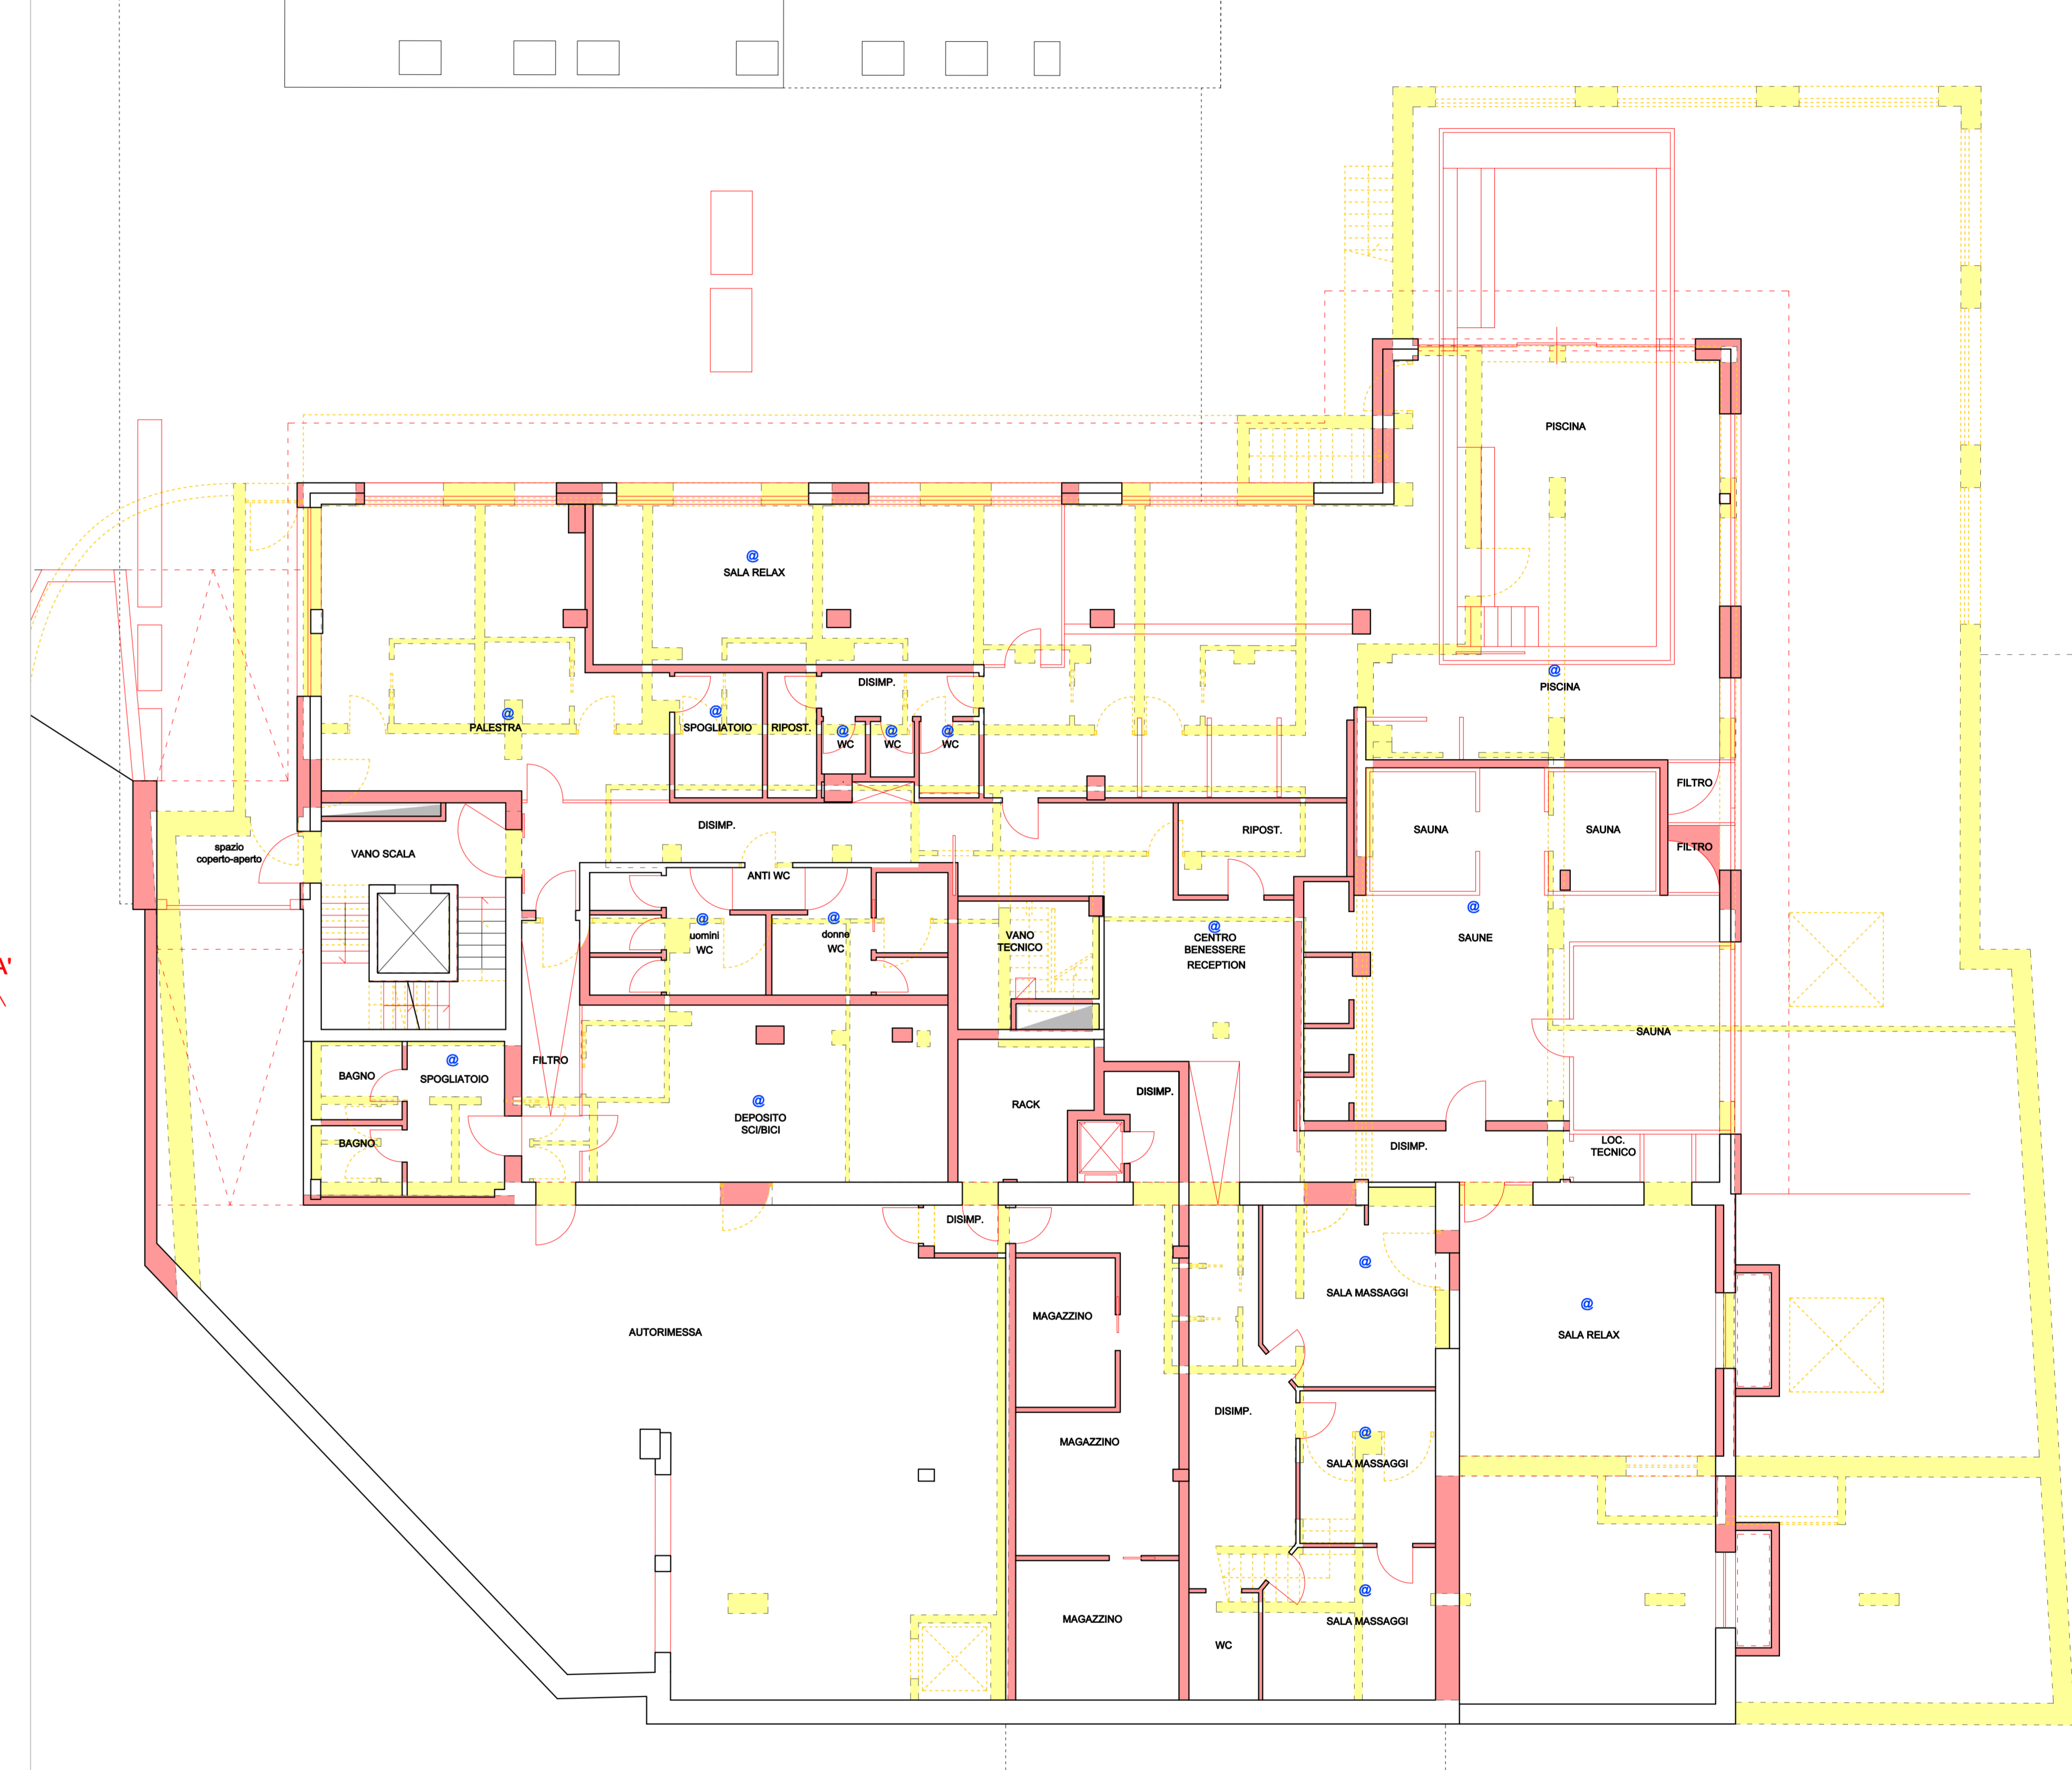 PISCINA
@
SALA RELAX
@
PISCINA
DISIMP.
@
PALESTRA
@
SPOGLIATOIO
RIPOST.
@
WC
@
WC
@
WC
FILTRO
SAUNA
SAUNA
FILTRO
DISIMP.
RIPOST.
spazio
coperto-aperto
VANO SCALA
ANTI WC
@
uomini
WC
@
donne
WC
VANO
TECNICO
@
CENTRO
BENESSERE
RECEPTION
@
SAUNE
A'
SAUNA
@
SPOGLIATOIO
BAGNO
FILTRO
BAGNO
@
DEPOSITO
SCI/BICI
RACK
DISIMP.
DISIMP.
LOC.
TECNICO
DISIMP.
@
SALA MASSAGGI
MAGAZZINO
AUTORIMESSA
@
SALA RELAX
DISIMP.
MAGAZZINO
@
SALA MASSAGGI
MAGAZZINO
@
SALA MASSAGGI
WC